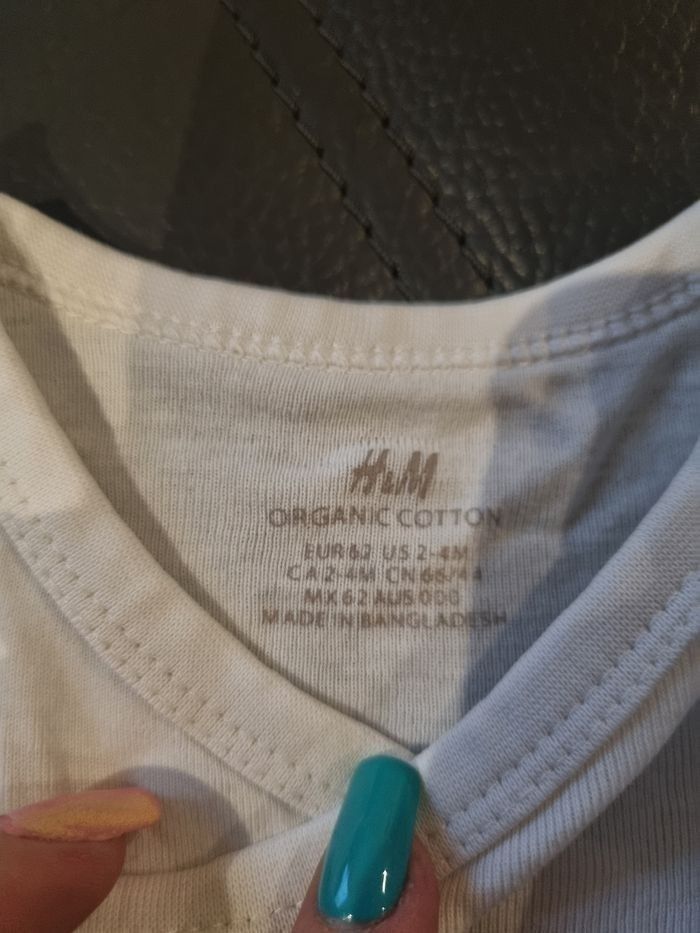 H&M
ORGANIC COTTON
EUR 62 US 2-4M
CA 2-4M CN 66/44
MX 62 AUS 000
MADE IN BANGLADESH